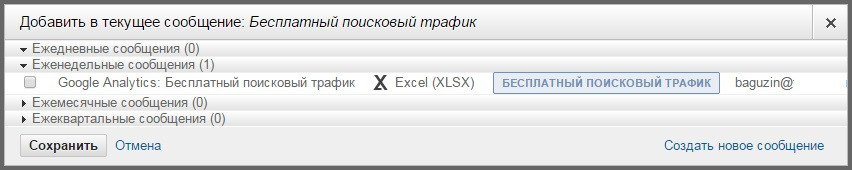 Добавить в текущее сообщение: Бесплатный поисковый трафик
Ежедневные сообщения (0)
Еженедельные сообщения (1)
Google Analytics: Бесплатный поисковый трафик Excel (XLSX) БЕСПЛАТНЫЙ ПОИСКОВЫЙ ТРАФИК baguzin@
Ежемесячные сообщения (0)
Ежеквартальные сообщения (0)
Сохранить Отмена Создать новое сообщение